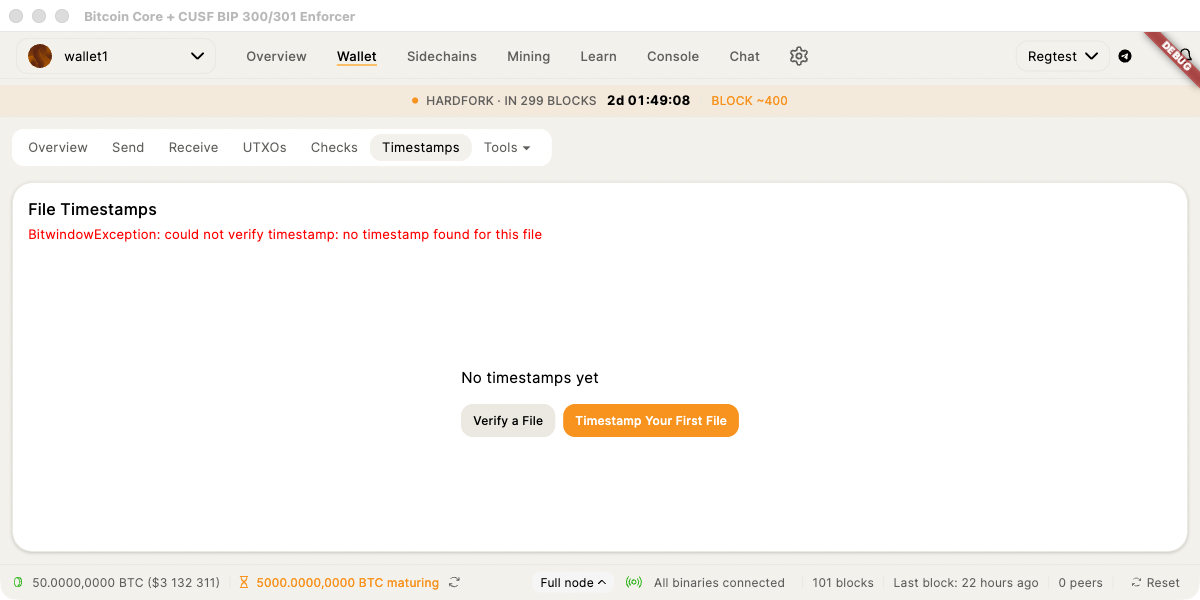 Bitcoin Core + CUSF BIP 300/301 Enforcer
wallet1 Overview Wallet Sidechains Mining Learn Console Chat Regtest DEBUG
HARDFORK · IN 299 BLOCKS 2d 01:49:08 BLOCK ~400
Overview Send Receive UTXOs Checks Timestamps Tools
File Timestamps
BitwindowException: could not verify timestamp: no timestamp found for this file
No timestamps yet
Verify a File Timestamp Your First File
50.0000,0000 BTC ($3 132 311) 5000.0000,0000 BTC maturing Full node All binaries connected 101 blocks Last block: 22 hours ago 0 peers Reset